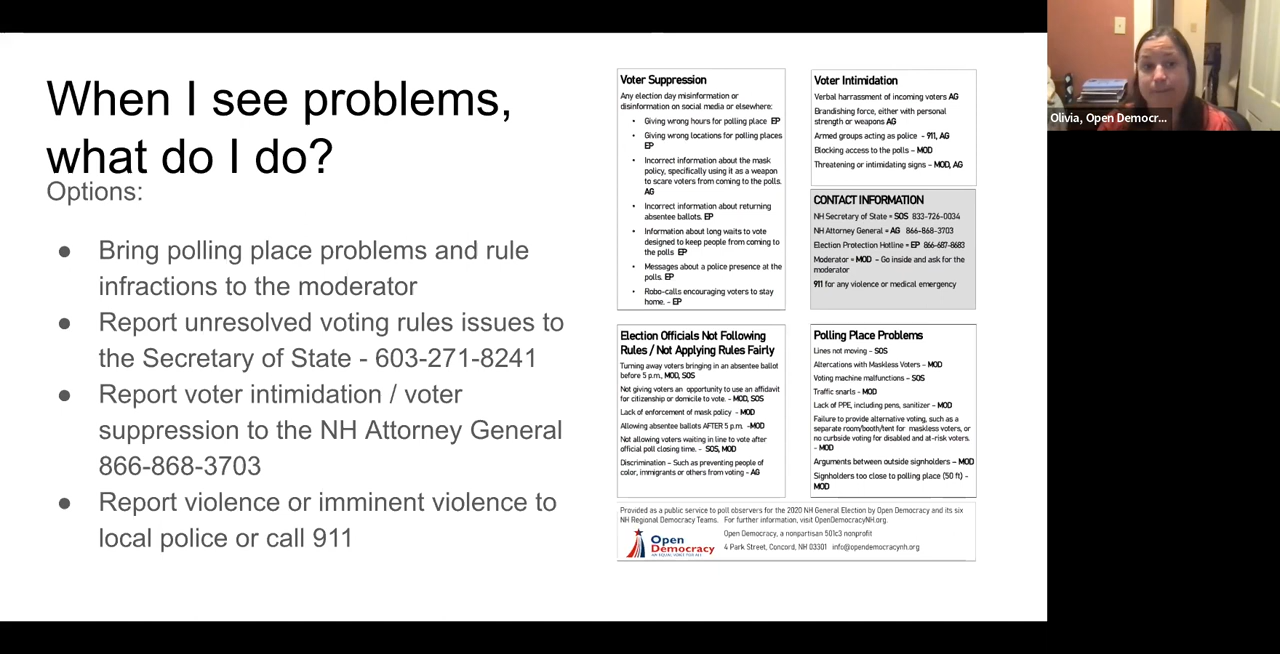 When I see problems,
what do I do?
Options:
● Bring polling place problems and rule
infractions to the moderator
● Report unresolved voting rules issues to
the Secretary of State - 603-271-8241
● Report voter intimidation / voter
suppression to the NH Attorney General
866-868-3703
● Report violence or imminent violence to
local police or call 911
Voter Suppression
Any election day misinformation or
disinformation on social media or elsewhere:
• Giving wrong hours for polling place EP
• Giving wrong locations for polling places
EP
• Incorrect information about the mask
policy, specifically using it as a weapon
to scare voters from coming to the polls.
AG
• Incorrect information about returning
absentee ballots. EP
• Information about long waits to vote
designed to keep people from coming to
the polls EP
• Messages about a police presence at the
polls. EP
• Robo-calls encouraging voters to stay
home. - EP
Voter Intimidation
Verbal harrassment of incoming voters AG
Brandishing force, either with personal
strength or weapons AG
Armed groups acting as police - 911, AG
Blocking access to the polls – MOD
Threatening or intimidating signs – MOD, AG
CONTACT INFORMATION
NH Secretary of State = SOS 833-726-0034
NH Attorney General = AG 866-868-3703
Election Protection Hotline = EP 866-687-8683
Moderator = MOD – Go inside and ask for the
moderator
911 for any violence or medical emergency
Election Officials Not Following
Rules / Not Applying Rules Fairly
Turning away voters bringing in an absentee ballot
before 5 p.m., MOD, SOS
Not giving voters an opportunity to use an affidavit
for citizenship or domicile to vote. - MOD, SOS
Lack of enforcement of mask policy - MOD
Allowing absentee ballots AFTER 5 p.m. -MOD
Not allowing voters waiting in line to vote after
official poll closing time. - SOS, MOD
Discrimination – Such as preventing people of
color, immigrants or others from voting - AG
Polling Place Problems
Lines not moving – SOS
Altercations with Maskless Voters – MOD
Voting machine malfunctions – SOS
Traffic snarls – MOD
Lack of PPE, including pens, sanitizer – MOD
Failure to provide alternative voting, such as a
separate room/booth/tent for maskless voters, or
no curbside voting for disabled and at-risk voters.
- MOD
Arguments between outside signholders – MOD
Signholders too close to polling place (50 ft) -
MOD
Provided as a public service to poll observers for the 2020 NH General Election by Open Democracy and its six
NH Regional Democracy Teams. For further information, visit OpenDemocracyNH.org.
Open
Democracy
AN EQUAL VOICE FOR ALL
Open Democracy, a nonpartisan 501c3 nonprofit
4 Park Street, Concord, NH 03301 info@opendemocracynh.org
Olivia, Open Democr...